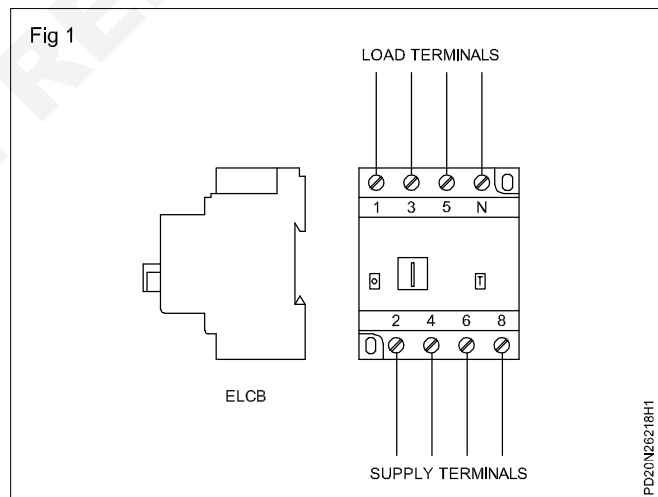 Fig 1
LOAD TERMINALS
1 3 5 N
T
2 4 6 8
ELCB
SUPPLY TERMINALS
PD20N26218H1